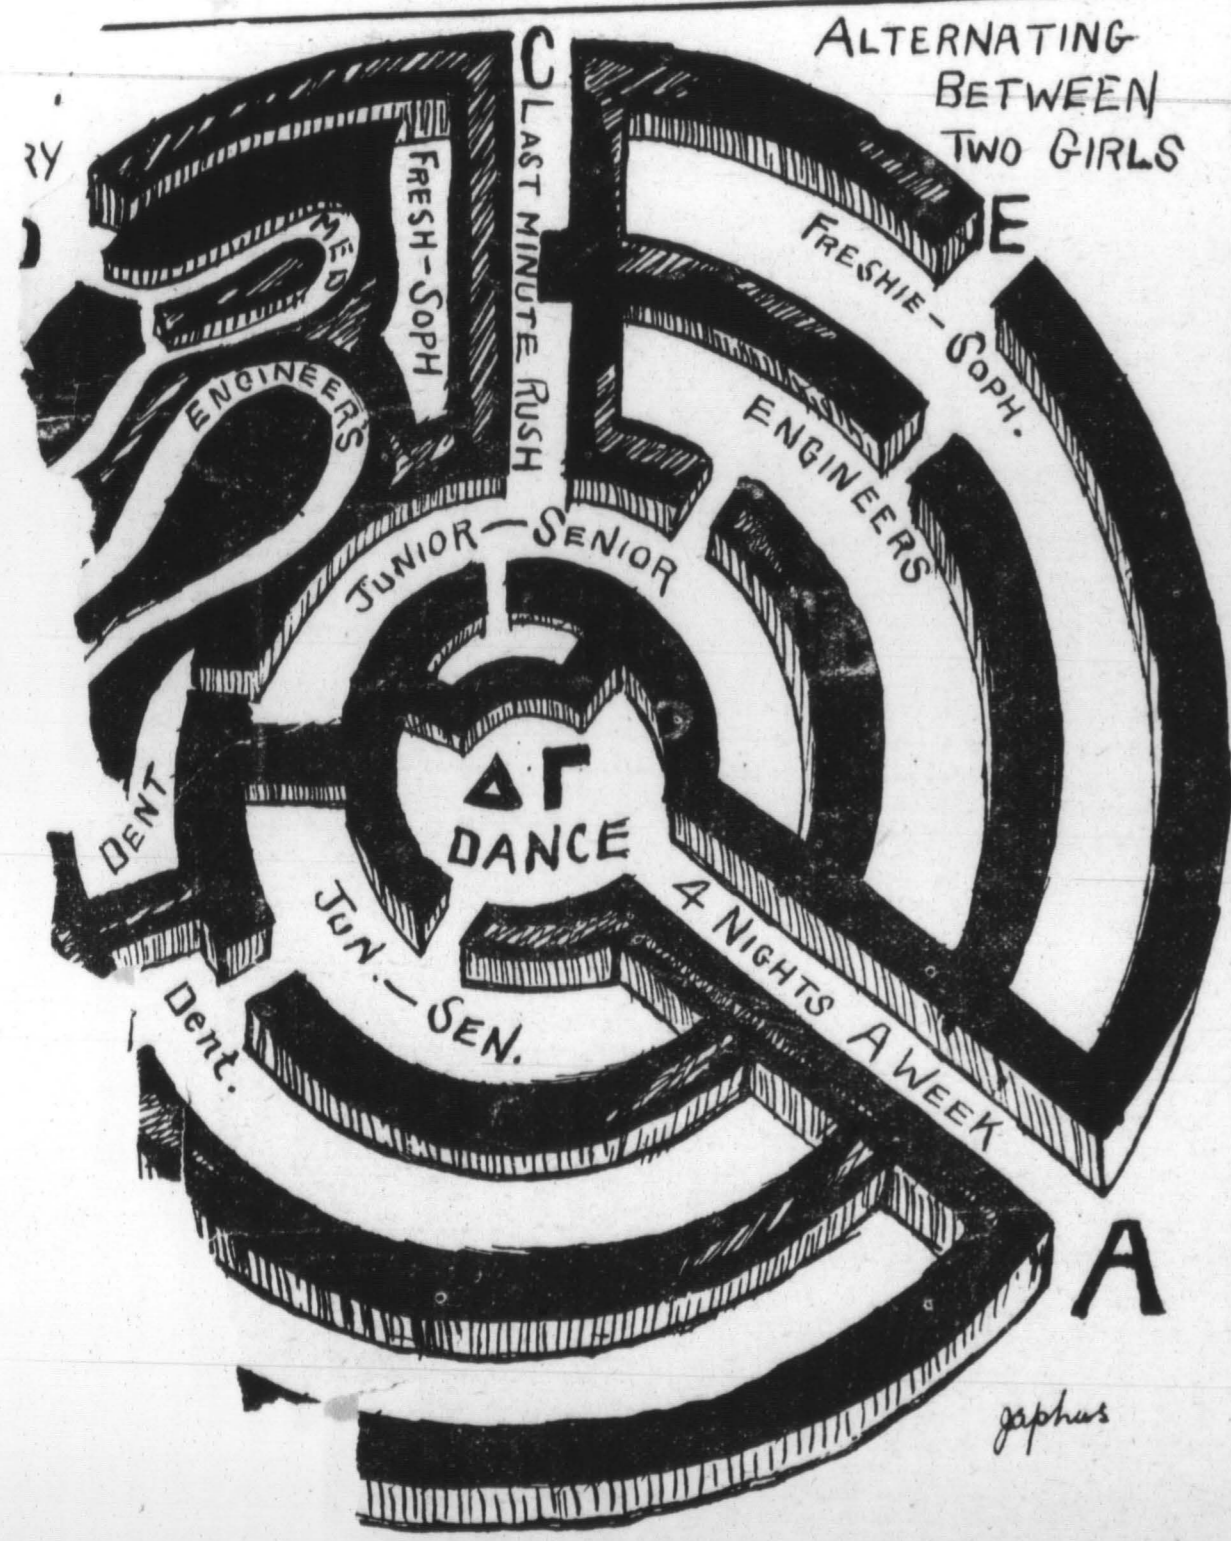 ALTERNATING
BETWEEN
TWO GIRLS
C
LAST MINUTE RUSH
E
FRESHIE-SOPH.
ENGINEERS
RY
MED
FRESH-SOPH
ENGINEERS
JUNIOR-SENIOR
ΔΓ
DANCE
DENT
JUN.-SEN.
Dent.
4 NIGHTS A WEEK
A
japhus